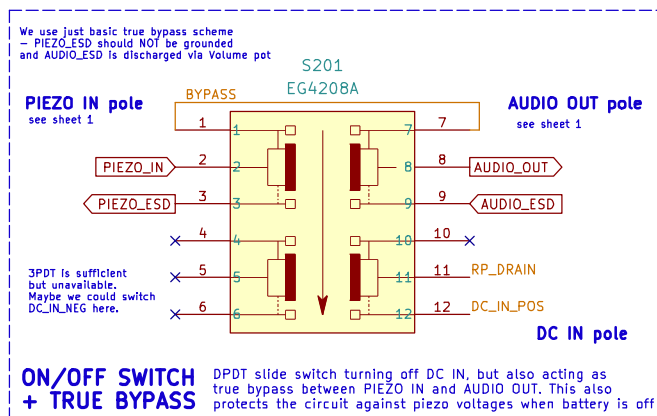 We use just basic true bypass scheme
– PIEZO_ESD should NOT be grounded
and AUDIO_ESD is discharged via Volume pot
S201
EG4208A
PIEZO IN pole
see sheet 1
BYPASS
AUDIO OUT pole
see sheet 1
1 1 7 7
PIEZO_IN 2 2 8 8 AUDIO_OUT
PIEZO_ESD 3 3 9 9 AUDIO_ESD
4 4 10 10
5 5 11 11 RP_DRAIN
6 6 12 12 DC_IN_POS
3PDT is sufficient
but unavailable.
Maybe we could switch
DC_IN_NEG here.
DC IN pole
ON/OFF SWITCH
+ TRUE BYPASS
DPDT slide switch turning off DC IN, but also acting as
true bypass between PIEZO IN and AUDIO OUT. This also
protects the circuit against piezo voltages when battery is off